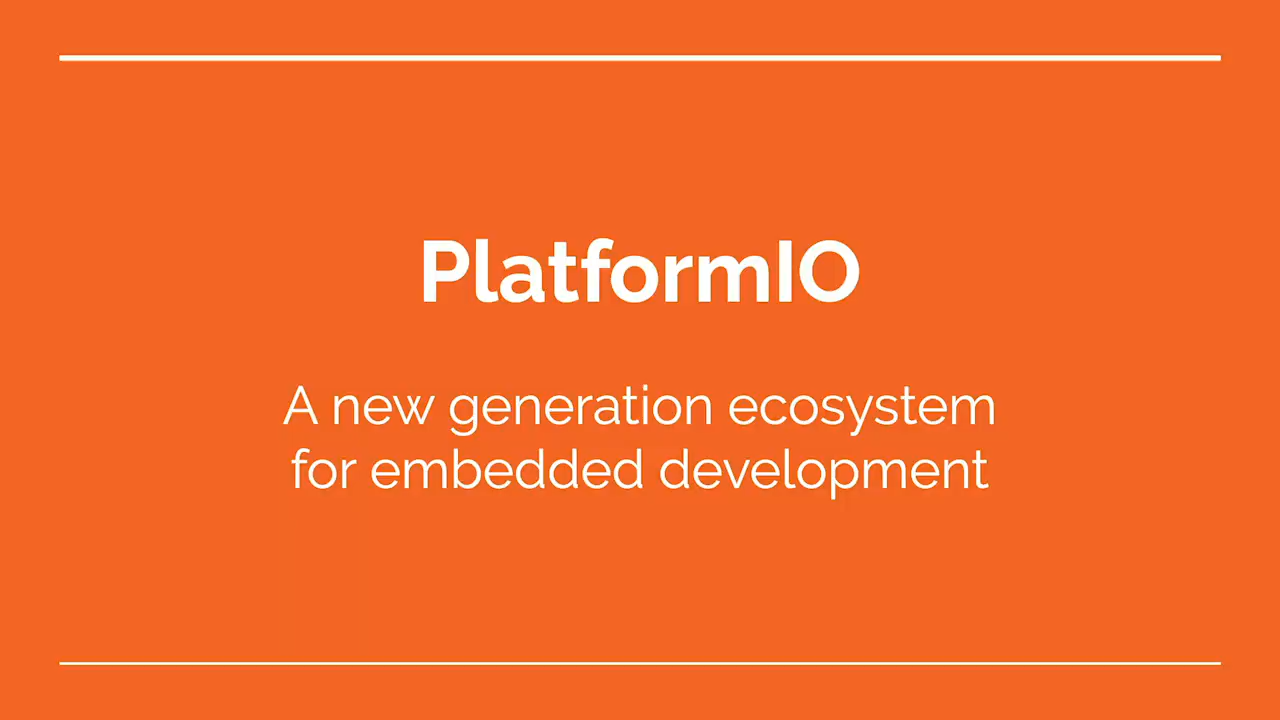 PlatformIO
A new generation ecosystem
for embedded development